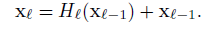 xℓ = Hℓ(xℓ−1) + xℓ−1.